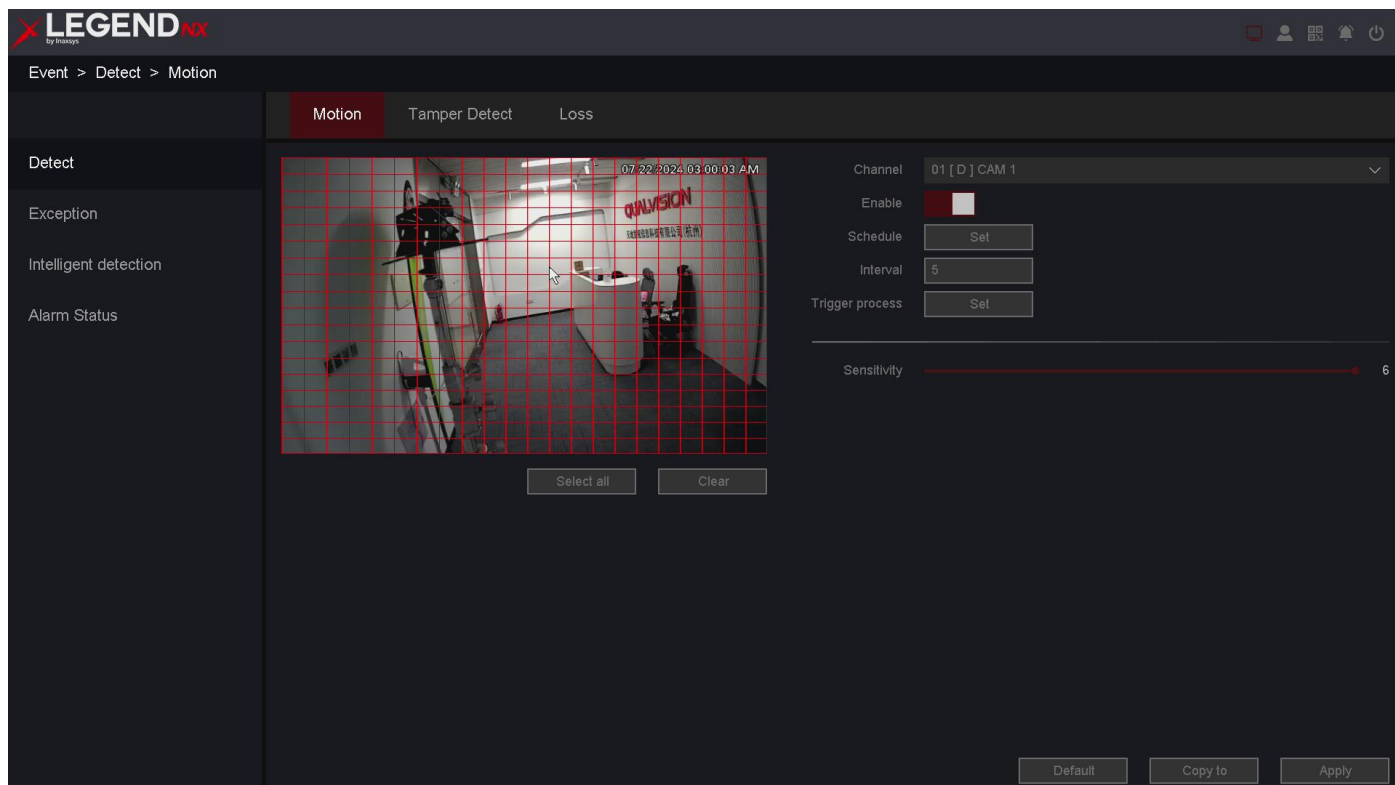 XLEGEND NX
by Inaxsys
Event > Detect > Motion
Motion Tamper Detect Loss
Detect
Exception
Intelligent detection
Alarm Status
07-22-2024 03:00:03 AM
QUALVISION
Channel 01 [ D ] CAM 1
Enable
Schedule Set
Interval 5
Trigger process Set
Sensitivity 6
Select all Clear
Default Copy to Apply